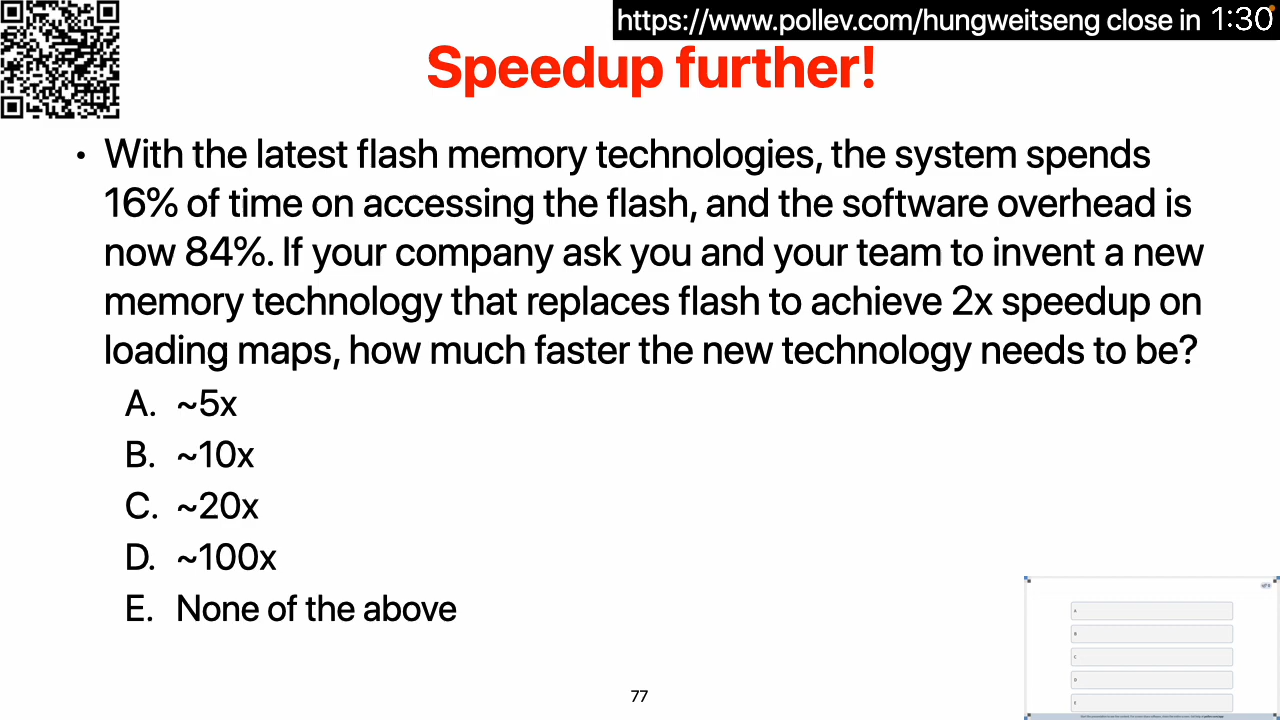 https://www.pollev.com/hungweitseng close in 1:30
Speedup further!
• With the latest flash memory technologies, the system spends
16% of time on accessing the flash, and the software overhead is
now 84%. If your company ask you and your team to invent a new
memory technology that replaces flash to achieve 2x speedup on
loading maps, how much faster the new technology needs to be?
A. ~5x
B. ~10x
C. ~20x
D. ~100x
E. None of the above
A
B
C
D
E
77